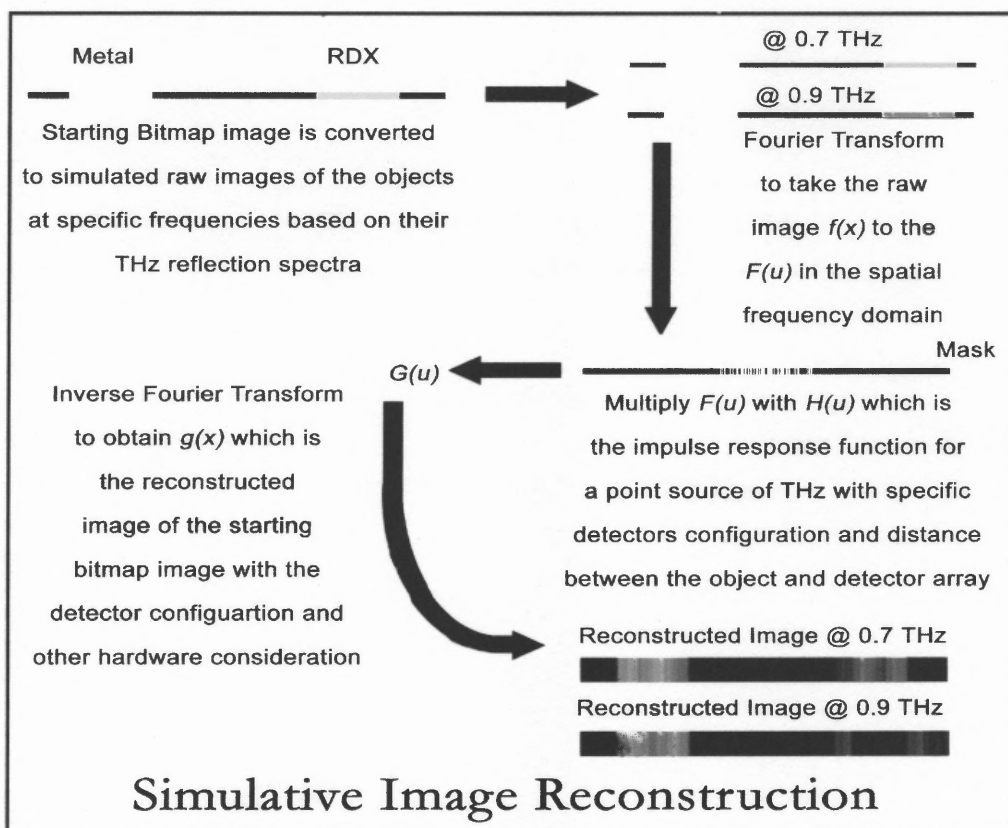 Metal
RDX
Starting Bitmap image is converted
to simulated raw images of the objects
at specific frequencies based on their
THz reflection spectra
@ 0.7 THz
@ 0.9 THz
Fourier Transform
to take the raw
image f(x) to the
F(u) in the spatial
frequency domain
Mask
Multiply F(u) with H(u) which is
the impulse response function for
a point source of THz with specific
detectors configuration and distance
between the object and detector array
G(u)
Inverse Fourier Transform
to obtain g(x) which is
the reconstructed
image of the starting
bitmap image with the
detector configuartion and
other hardware consideration
Reconstructed Image @ 0.7 THz
Reconstructed Image @ 0.9 THz
Simulative Image Reconstruction